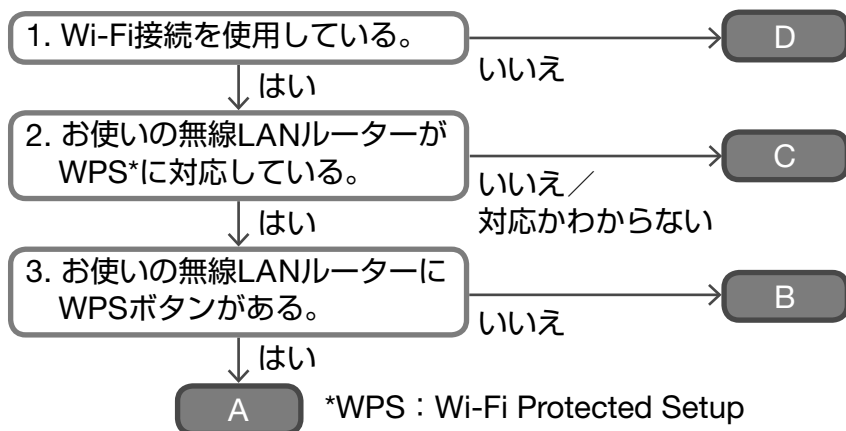 1. Wi-Fi接続を使用している。
いいえ
D
はい
2. お使いの無線LANルーターが
WPS*に対応している。
いいえ／
対応かわからない
C
はい
3. お使いの無線LANルーターに
WPSボタンがある。
いいえ
B
はい
A
*WPS：Wi-Fi Protected Setup